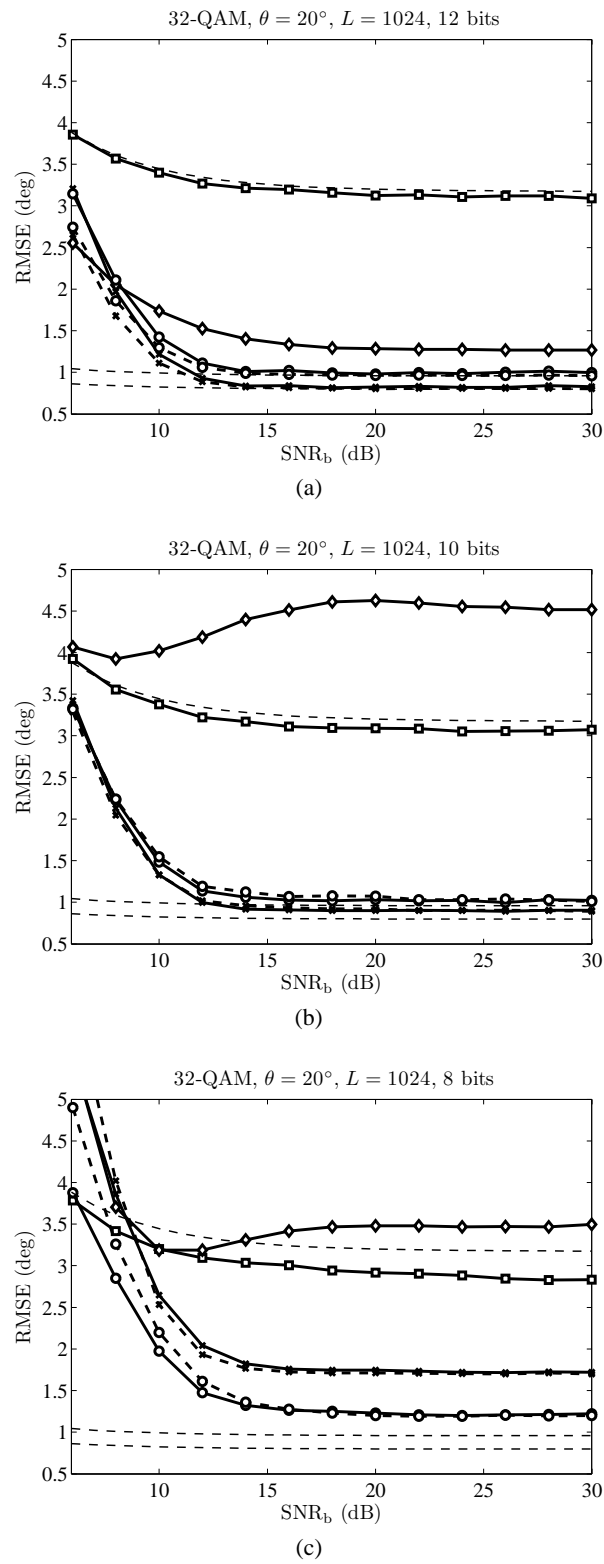 32-QAM, θ = 20°, L = 1024, 12 bits
5
4.5
4
3.5
3
2.5
2
1.5
1
0.5
RMSE (deg)
10 15 20 25 30
SNR_b (dB)
(a)
32-QAM, θ = 20°, L = 1024, 10 bits
5
4.5
4
3.5
3
2.5
2
1.5
1
0.5
RMSE (deg)
10 15 20 25 30
SNR_b (dB)
(b)
32-QAM, θ = 20°, L = 1024, 8 bits
5
4.5
4
3.5
3
2.5
2
1.5
1
0.5
RMSE (deg)
10 15 20 25 30
SNR_b (dB)
(c)